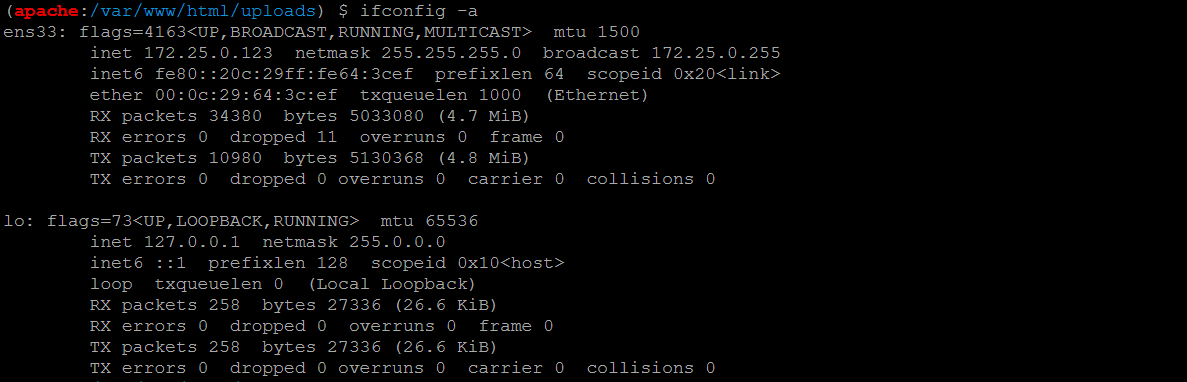 (apache:/var/www/html/uploads) $ ifconfig -a
ens33: flags=4163<UP,BROADCAST,RUNNING,MULTICAST>  mtu 1500
        inet 172.25.0.123  netmask 255.255.255.0  broadcast 172.25.0.255
        inet6 fe80::20c:29ff:fe64:3cef  prefixlen 64  scopeid 0x20<link>
        ether 00:0c:29:64:3c:ef  txqueuelen 1000  (Ethernet)
        RX packets 34380  bytes 5033080 (4.7 MiB)
        RX errors 0  dropped 11  overruns 0  frame 0
        TX packets 10980  bytes 5130368 (4.8 MiB)
        TX errors 0  dropped 0 overruns 0  carrier 0  collisions 0

lo: flags=73<UP,LOOPBACK,RUNNING>  mtu 65536
        inet 127.0.0.1  netmask 255.0.0.0
        inet6 ::1  prefixlen 128  scopeid 0x10<host>
        loop  txqueuelen 0  (Local Loopback)
        RX packets 258  bytes 27336 (26.6 KiB)
        RX errors 0  dropped 0  overruns 0  frame 0
        TX packets 258  bytes 27336 (26.6 KiB)
        TX errors 0  dropped 0 overruns 0  carrier 0  collisions 0